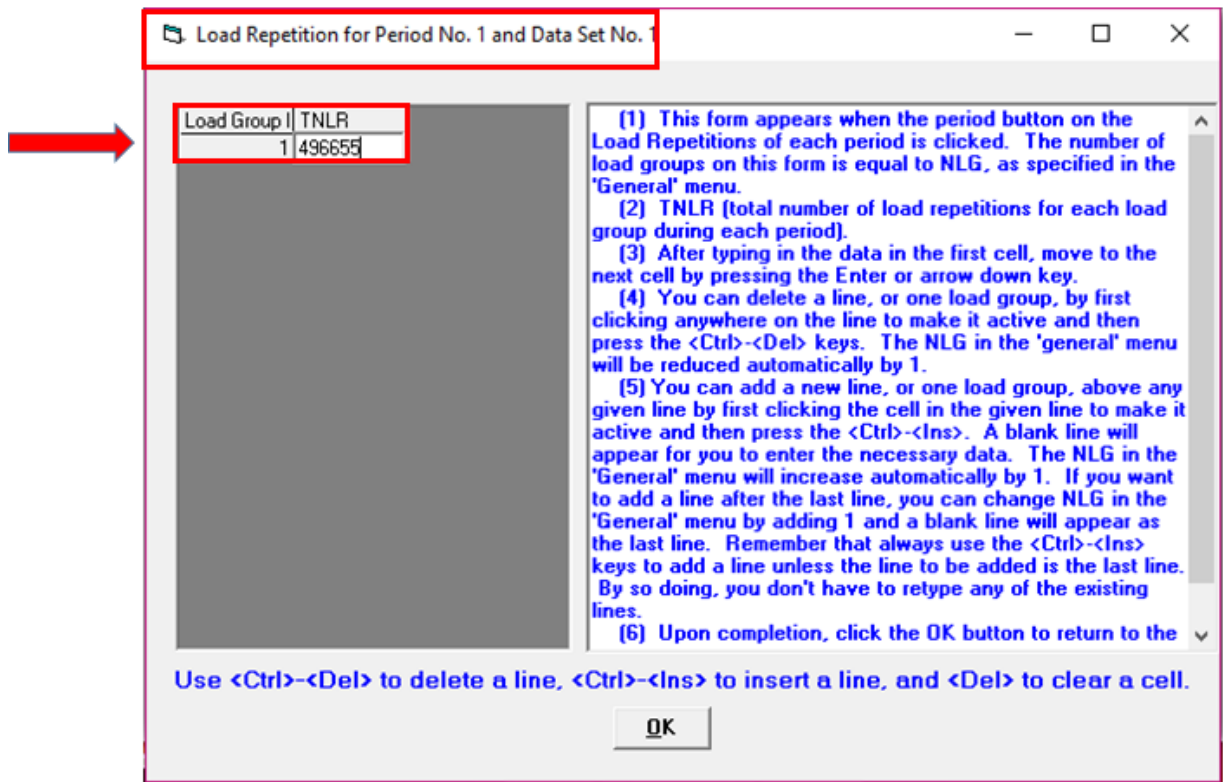 Load Repetition for Period No. 1 and Data Set No. 1
Load Group I TNLR
1 496655
(1) This form appears when the period button on the
Load Repetitions of each period is clicked. The number of
load groups on this form is equal to NLG, as specified in the
'General' menu.
(2) TNLR (total number of load repetitions for each load
group during each period).
(3) After typing in the data in the first cell, move to the
next cell by pressing the Enter or arrow down key.
(4) You can delete a line, or one load group, by first
clicking anywhere on the line to make it active and then
press the <Ctrl>-<Del> keys. The NLG in the 'general' menu
will be reduced automatically by 1.
(5) You can add a new line, or one load group, above any
given line by first clicking the cell in the given line to make it
active and then press the <Ctrl>-<Ins>. A blank line will
appear for you to enter the necessary data. The NLG in the
'General' menu will increase automatically by 1. If you want
to add a line after the last line, you can change NLG in the
'General' menu by adding 1 and a blank line will appear as
the last line. Remember that always use the <Ctrl>-<Ins>
keys to add a line unless the line to be added is the last line.
By so doing, you don't have to retype any of the existing
lines.
(6) Upon completion, click the OK button to return to the
Use <Ctrl>-<Del> to delete a line, <Ctrl>-<Ins> to insert a line, and <Del> to clear a cell.
OK